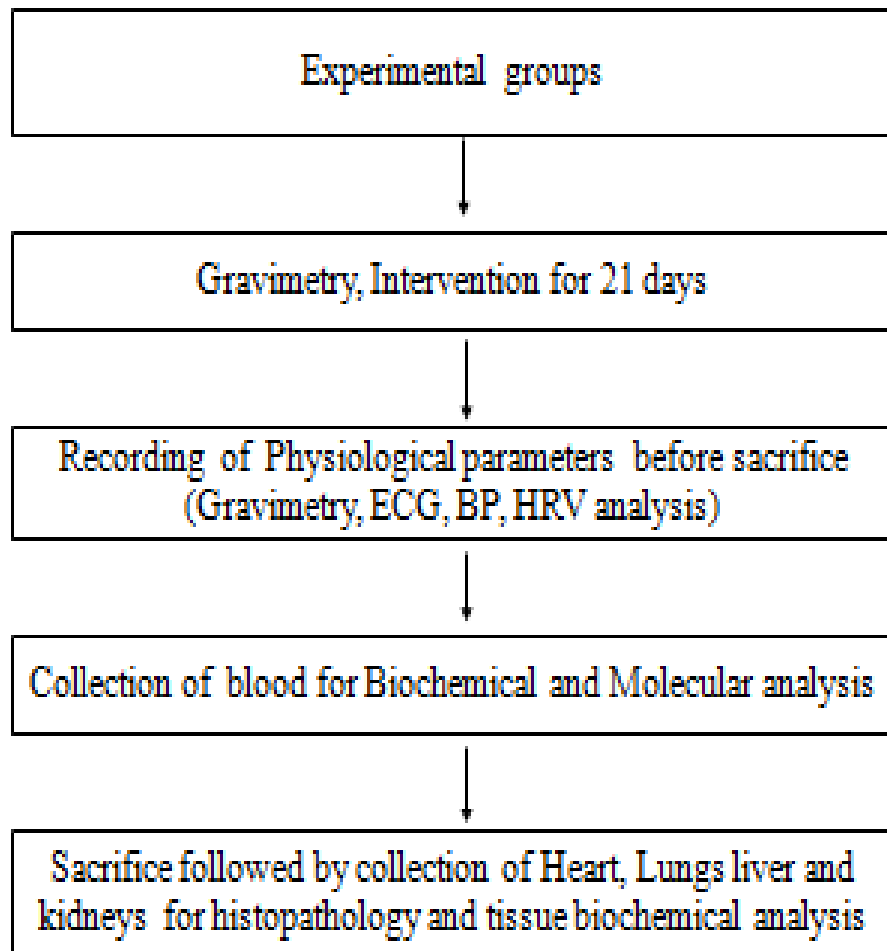 Experimental groups
Gravimetry, Intervention for 21 days
Recording of Physiological parameters before sacrifice
(Gravimetry, ECG, BP, HRV analysis)
Collection of blood for Biochemical and Molecular analysis
Sacrifice followed by collection of Heart, Lungs liver and
kidneys for histopathology and tissue biochemical analysis